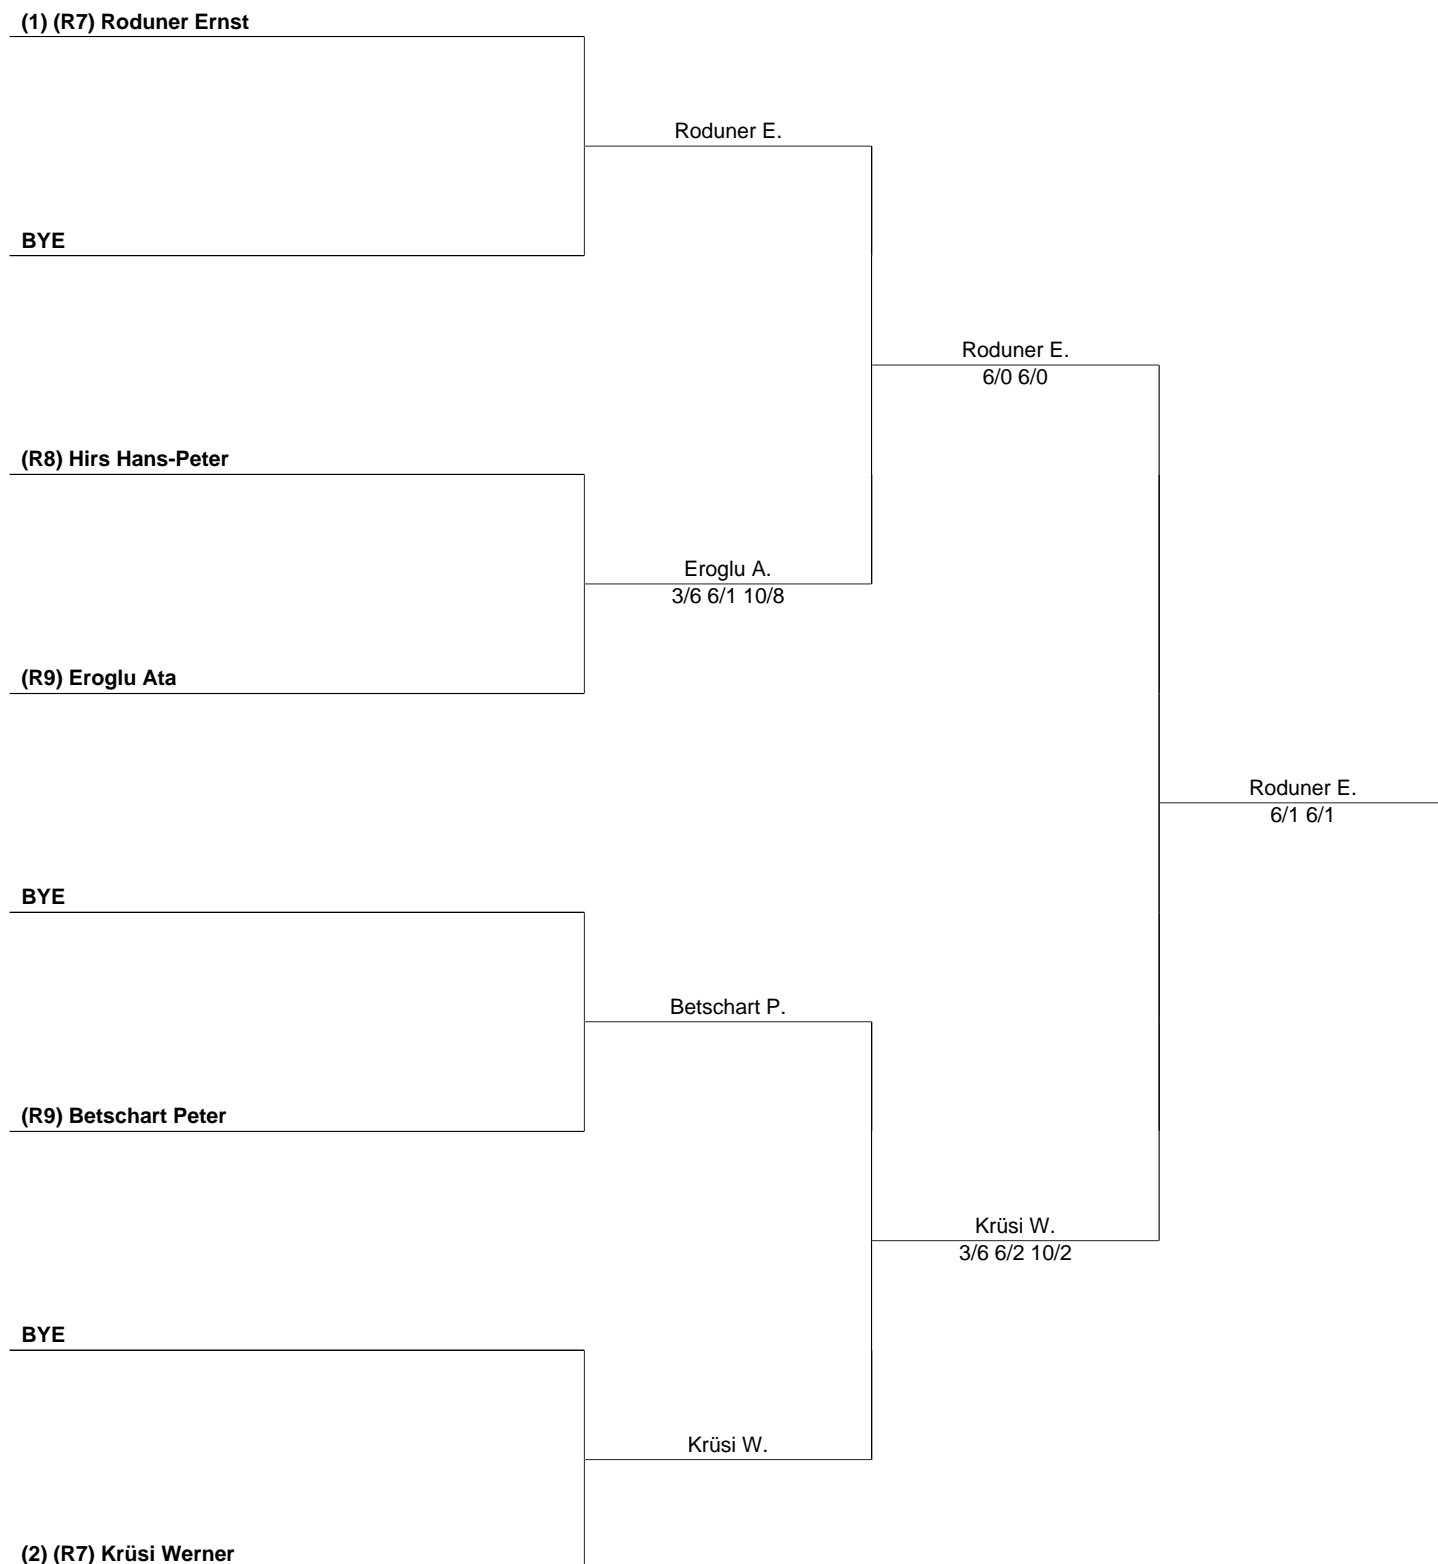 (1) (R7) Roduner Ernst
Roduner E.
BYE
Roduner E.
6/0 6/0
(R8) Hirs Hans-Peter
Eroglu A.
3/6 6/1 10/8
(R9) Eroglu Ata
Roduner E.
6/1 6/1
BYE
Betschart P.
(R9) Betschart Peter
Krüsi W.
3/6 6/2 10/2
BYE
Krüsi W.
(2) (R7) Krüsi Werner